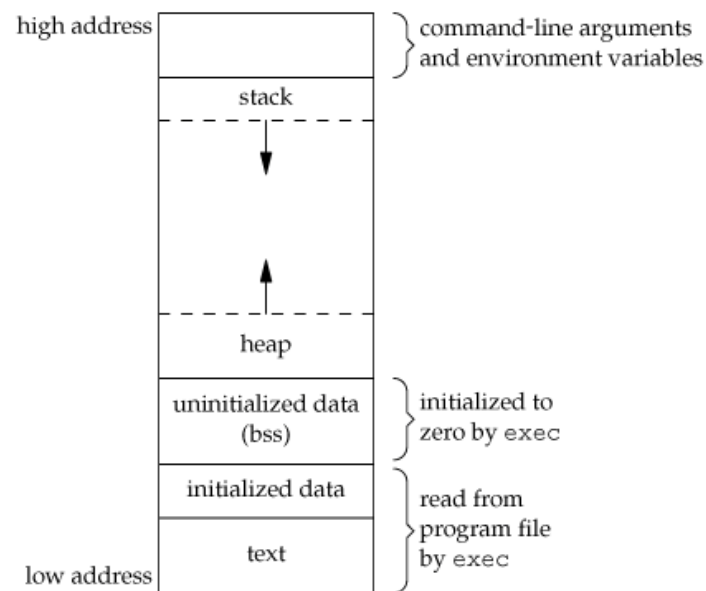 high address
command-line arguments
and environment variables
stack
heap
uninitialized data
(bss)
initialized to
zero by exec
initialized data
read from
program file
by exec
text
low address